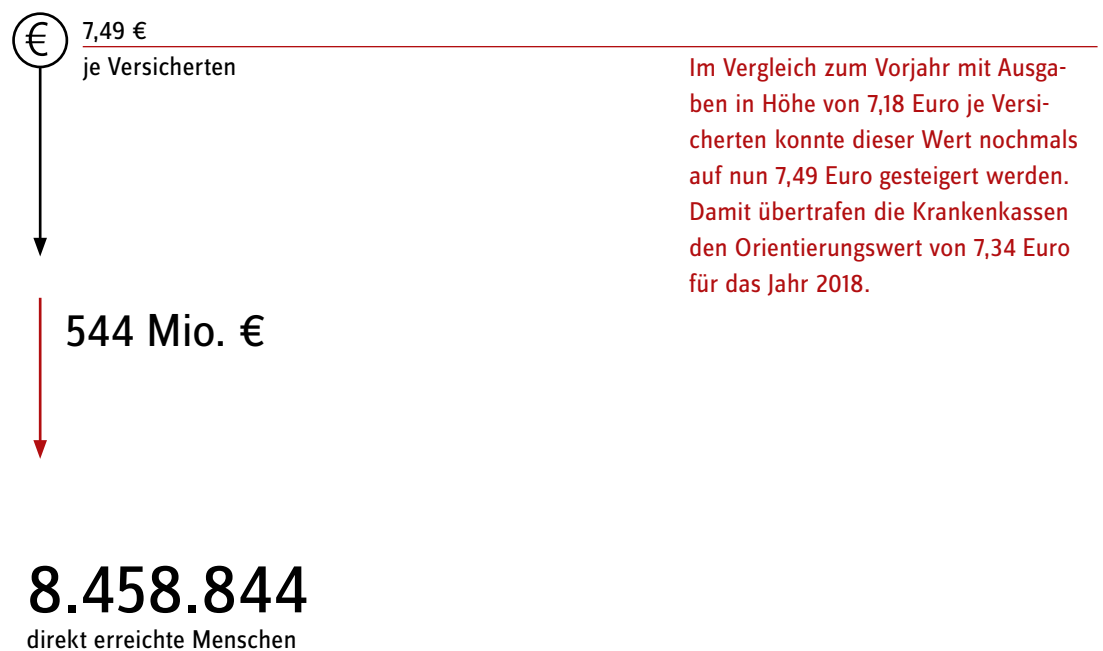 €
7,49 €
je Versicherten
Im Vergleich zum Vorjahr mit Ausga-
ben in Höhe von 7,18 Euro je Versi-
cherten konnte dieser Wert nochmals
auf nun 7,49 Euro gesteigert werden.
Damit übertrafen die Krankenkassen
den Orientierungswert von 7,34 Euro
für das Jahr 2018.
544 Mio. €
8.458.844
direkt erreichte Menschen